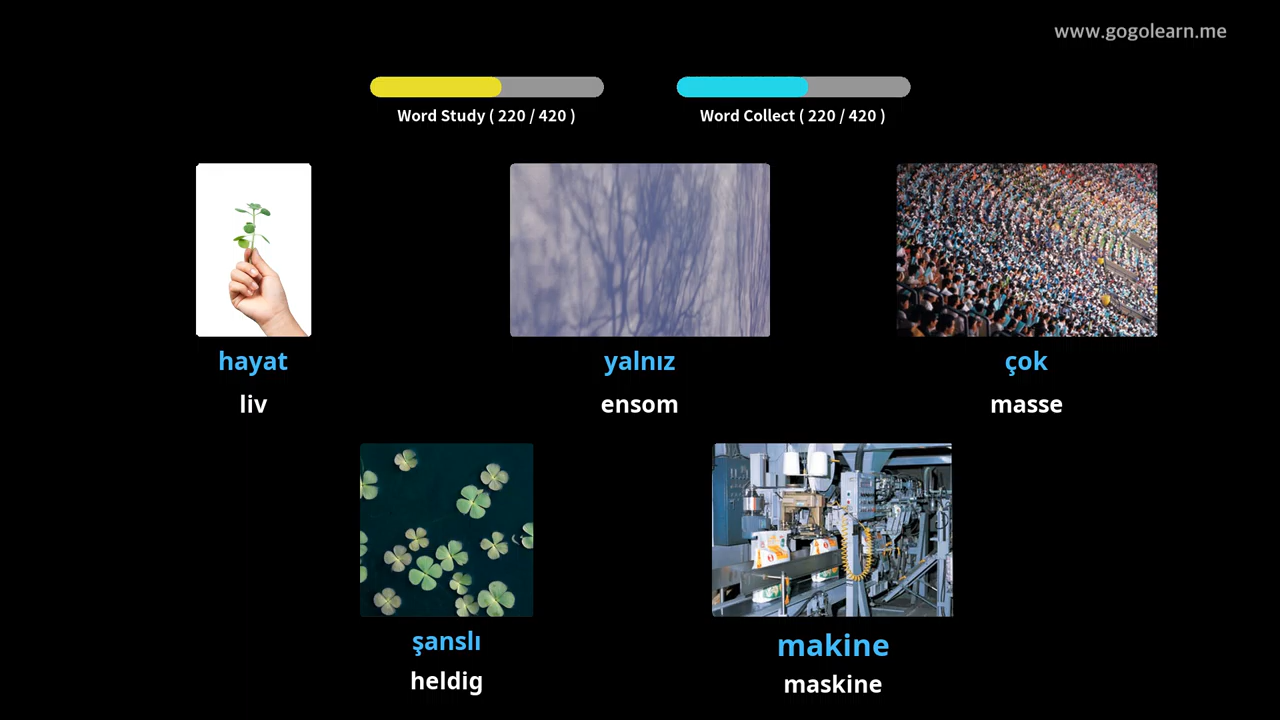 www.gogolearn.me
Word Study ( 220 / 420 )
Word Collect ( 220 / 420 )
hayat
liv
yalnız
ensom
çok
masse
şanslı
heldig
makine
maskine